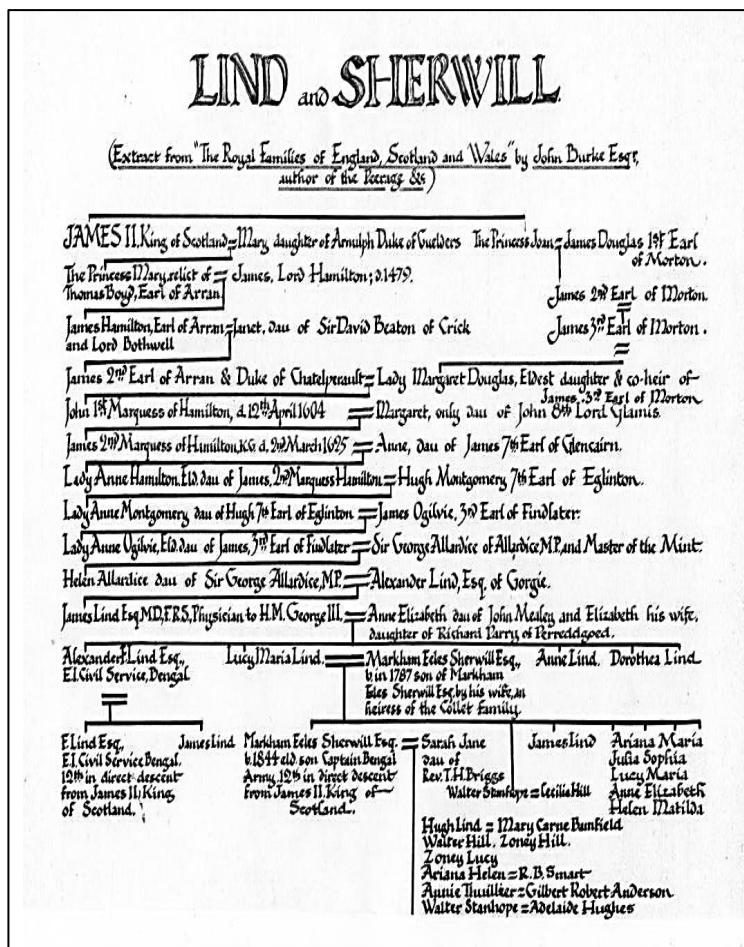 LIND and SHERWILL.
(Extract from "The Royal Families of England, Scotland and Wales" by John Burke Esqr,
author of the Peerage &c)
JAMES II, King of Scotland = Mary daughter of Arnulph Duke of Guelders The Princess Joan = James Douglas 1st Earl
of Morton.
The Princess Mary, relict of = James, Lord Hamilton; d.1479.
Thomas Boyd, Earl of Arran
James 2nd Earl of Morton.
James Hamilton, Earl of Arran = Janet, dau of Sir David Beaton of Crick
and Lord Bothwell
James 3rd Earl of Morton.
James 2nd Earl of Arran & Duke of Chatelperault = Lady Margaret Douglas, Eldest daughter & co-heir of
James, 3rd Earl of Morton
John 1st Marquess of Hamilton, d. 12th April 1604 = Margaret, only dau of John 8th Lord Glamis.
James 2nd Marquess of Hamilton, K.G. d. 2nd March 1625 = Anne, dau of James 7th Earl of Glencairn.
Lady Anne Hamilton, Eld. dau of James, 2nd Marquess Hamilton = Hugh Montgomery 7th Earl of Eglinton.
Lady Anne Montgomery dau of Hugh 7th Earl of Eglinton = James Ogilvie, 3rd Earl of Findlater.
Lady Anne Ogilvie, Eld. dau of James, 3rd Earl of Findlater = Sir George Allardice of Allardice M.P. and Master of the Mint.
Helen Allardice dau of Sir George Allardice, M.P. = Alexander Lind, Esq. of Gorgie.
James Lind Esq. MD, F.R.S, Physician to H.M. George III. = Anne Elizabeth dau of John Mealey and Elizabeth his wife,
daughter of Richard Parry of Perreddgoed.
Alexander F Lind Esq., Lucy Maria Lind. = Markham Eeles Sherwill Esq., Anne Lind. Dorothea Lind
E.I. Civil Service, Bengal.
b. in 1787 son of Markham
Eeles Sherwill Esq. by his wife, an
heiress of the Collet family.
F. Lind Esq., James Lind Markham Eeles Sherwill Esq. = Sarah Jane James Lind Ariana Maria
E.I. Civil Service Bengal. b. 1844 eld. son Captain Bengal dau of Julia Sophia
12th in direct descent Army, 12th in direct descent Rev. T.H. Briggs Lucy Maria
from James II, King from James II. King of Walter Stanhope = Cecilia Hill Anne Elizabeth
of Scotland. Scotland. Helen Matilda
Hugh Lind = Mary Carne Bumfield
Walter Hill. Zoney Hill.
Zoney Lucy
Ariana Helen = R.B. Smart
Annie Thuillier = Gilbert Robert Anderson
Walter Stanhope = Adelaide Hughes